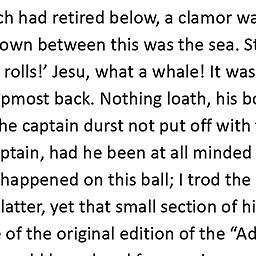 ch had retired below, a clamor wa
own between this was the sea. St
rolls!’ Jesu, what a whale! It was
pmost back. Nothing loath, his bo
he captain durst not put off with
ptain, had he been at all minded
happened on this ball; I trod the
latter, yet that small section of hi
of the original edition of the “Ad